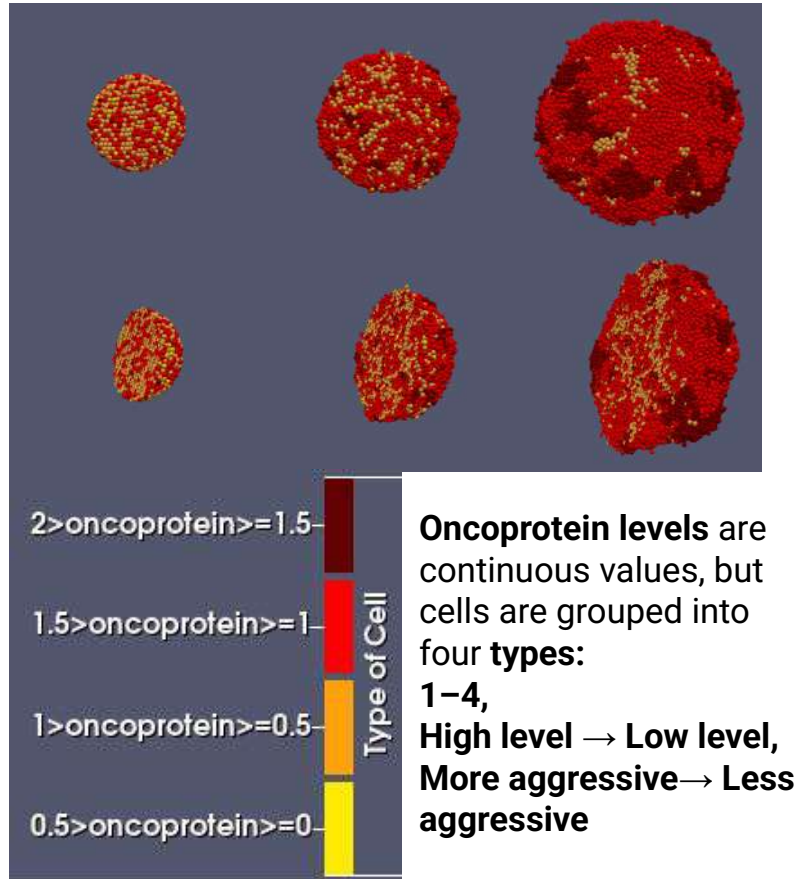 2>oncoprotein>=1.5
1.5>oncoprotein>=1
1>oncoprotein>=0.5
0.5>oncoprotein>=0
Type of Cell
Oncoprotein levels are
continuous values, but
cells are grouped into
four types:
1–4,
High level → Low level,
More aggressive→ Less
aggressive